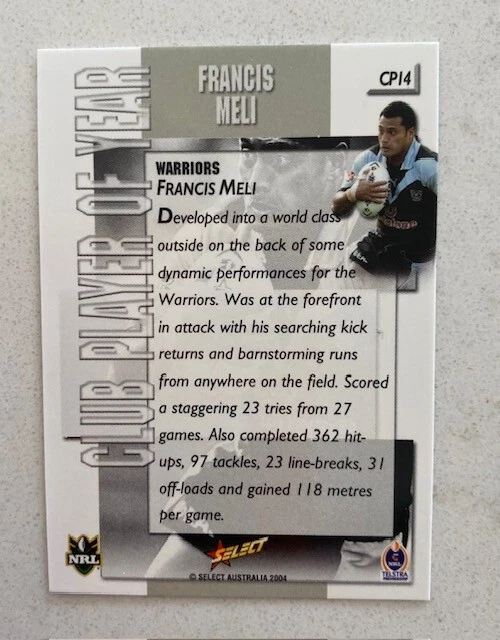 FRANCIS
MELI
CP14
CLUB PLAYER OF YEAR
WARRIORS
FRANCIS MELI
Developed into a world class
outside on the back of some
dynamic performances for the
Warriors. Was at the forefront
in attack with his searching kick
returns and barnstorming runs
from anywhere on the field. Scored
a staggering 23 tries from 27
games. Also completed 362 hit-
ups, 97 tackles, 23 line-breaks, 31
off-loads and gained 118 metres
per game.
NRL
SELECT
© SELECT AUSTRALIA 2004
NRL
TELSTRA